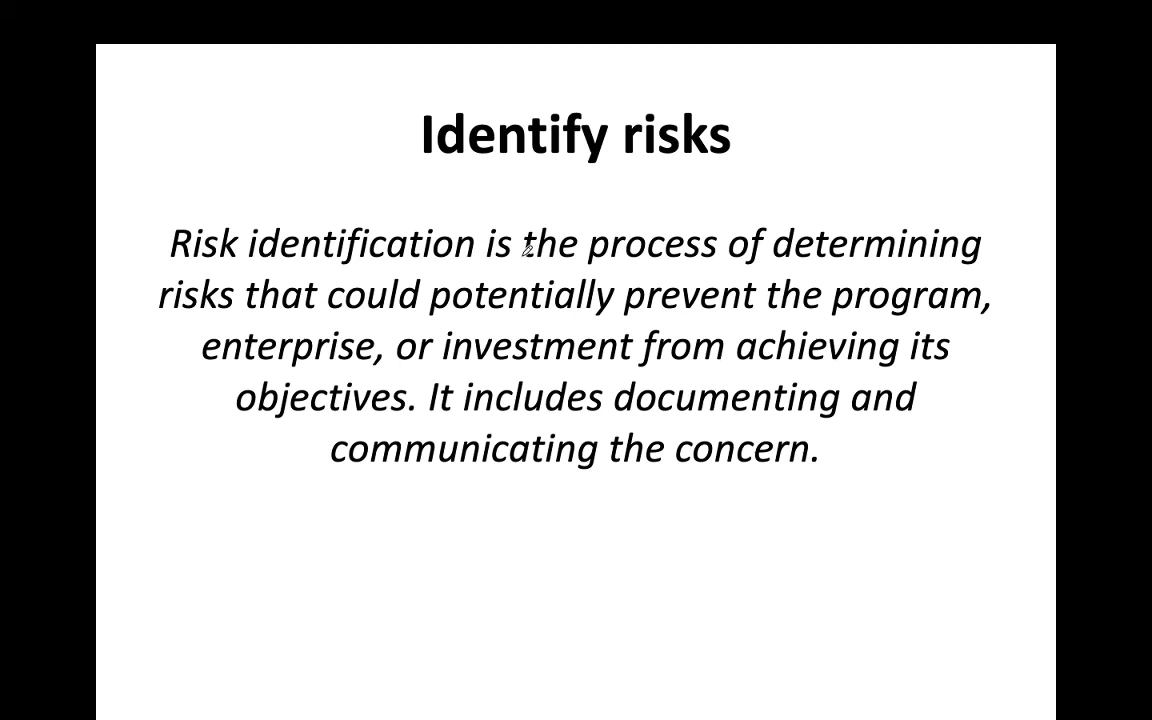 Identify risks
Risk identification is the process of determining
risks that could potentially prevent the program,
enterprise, or investment from achieving its
objectives. It includes documenting and
communicating the concern.